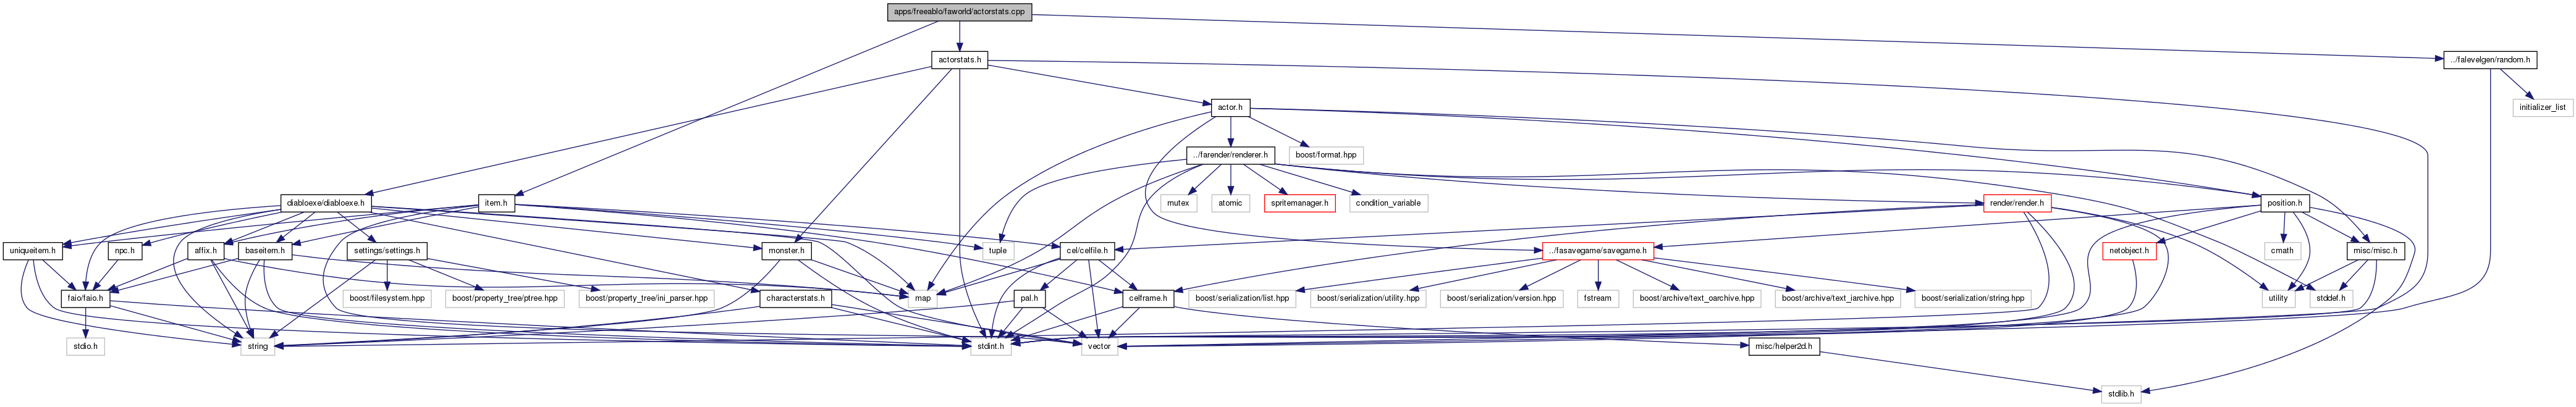 apps/freeablo/faworld/actorstats.cpp
actorstats.h
../falevelgen/random.h
actor.h
initializer_list
../farender/renderer.h
boost/format.hpp
diabloexe/diabloexe.h
item.h
mutex
atomic
spritemanager.h
condition_variable
render/render.h
position.h
uniqueitem.h
npc.h
affix.h
baseitem.h
settings/settings.h
monster.h
tuple
cel/celfile.h
../fasavegame/savegame.h
netobject.h
cmath
misc/misc.h
faio/faio.h
boost/filesystem.hpp
boost/property_tree/ptree.hpp
boost/property_tree/ini_parser.hpp
characterstats.h
map
pal.h
celframe.h
boost/serialization/list.hpp
boost/serialization/utility.hpp
boost/serialization/version.hpp
fstream
boost/archive/text_oarchive.hpp
boost/archive/text_iarchive.hpp
boost/serialization/string.hpp
utility
stddef.h
stdio.h
string
stdint.h
vector
misc/helper2d.h
stdlib.h